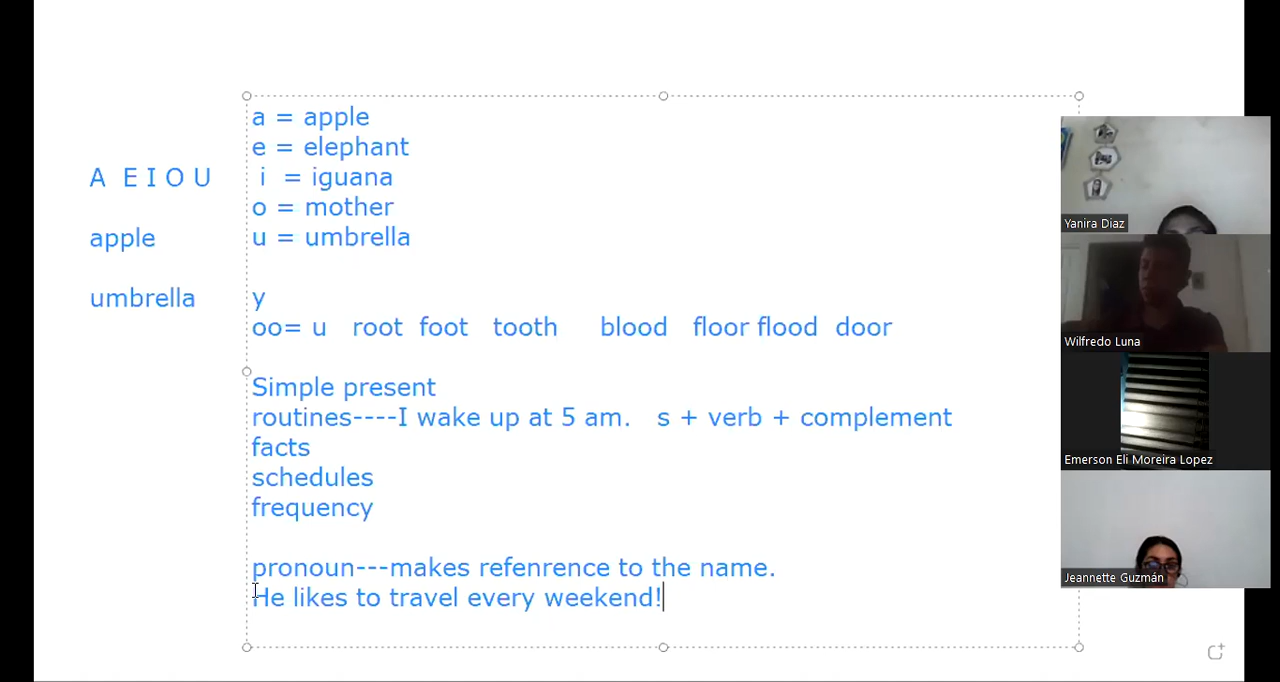 A E I O U
apple
umbrella
a = apple
e = elephant
i = iguana
o = mother
u = umbrella
y
oo= u root foot tooth blood floor flood door
Simple present
routines----I wake up at 5 am. s + verb + complement
facts
schedules
frequency
pronoun---makes refenrence to the name.
He likes to travel every weekend!
Yanira Diaz
Wilfredo Luna
Emerson Eli Moreira Lopez
Jeannette Guzmán